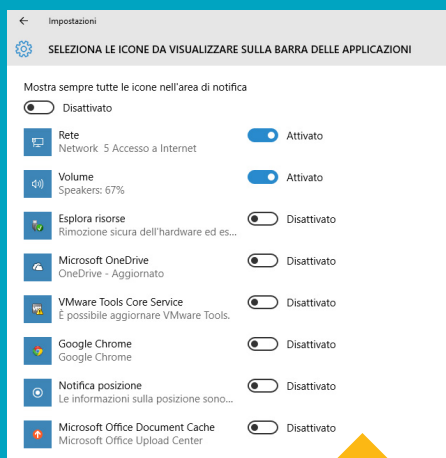 Impostazioni
SELEZIONA LE ICONE DA VISUALIZZARE SULLA BARRA DELLE APPLICAZIONI
Mostra sempre tutte le icone nell'area di notifica
Disattivato
Rete
Attivato
Network 5 Accesso a Internet
Volume
Attivato
Speakers: 67%
Esplora risorse
Disattivato
Rimozione sicura dell'hardware ed es...
Microsoft OneDrive
Disattivato
OneDrive - Aggiornato
VMware Tools Core Service
Disattivato
È possibile aggiornare VMware Tools.
Google Chrome
Disattivato
Google Chrome
Notifica posizione
Disattivato
Le informazioni sulla posizione sono...
Microsoft Office Document Cache
Disattivato
Microsoft Office Upload Center